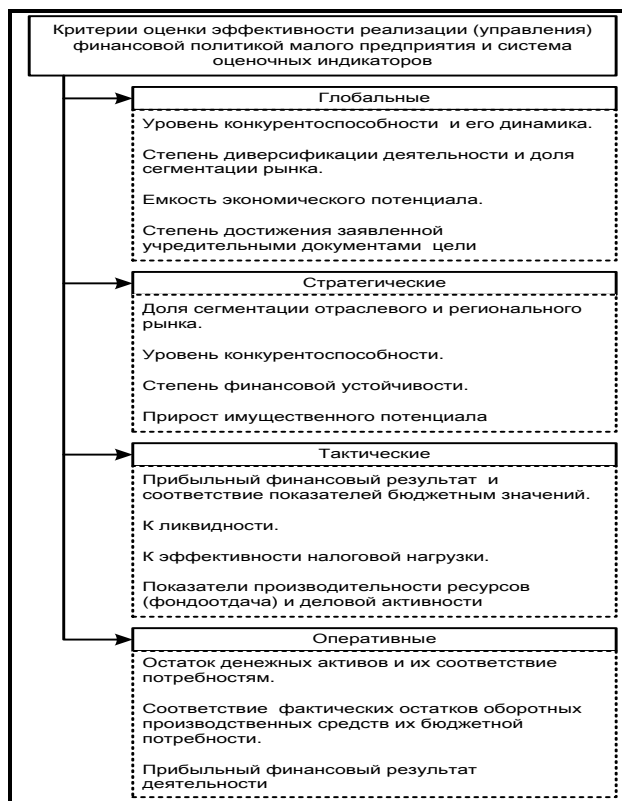 Критерии оценки эффективности реализации (управления)
финансовой политикой малого предприятия и система
оценочных индикаторов
Глобальные
Уровень конкурентоспособности и его динамика.
Степень диверсификации деятельности и доля
сегментации рынка.
Емкость экономического потенциала.
Степень достижения заявленной
учредительными документами цели
Стратегические
Доля сегментации отраслевого и регионального
рынка.
Уровень конкурентоспособности.
Степень финансовой устойчивости.
Прирост имущественного потенциала
Тактические
Прибыльный финансовый результат и
соответствие показателей бюджетным значений.
К ликвидности.
К эффективности налоговой нагрузки.
Показатели производительности ресурсов
(фондоотдача) и деловой активности
Оперативные
Остаток денежных активов и их соответствие
потребностям.
Соответствие фактических остатков оборотных
производственных средств их бюджетной
потребности.
Прибыльный финансовый результат
деятельности